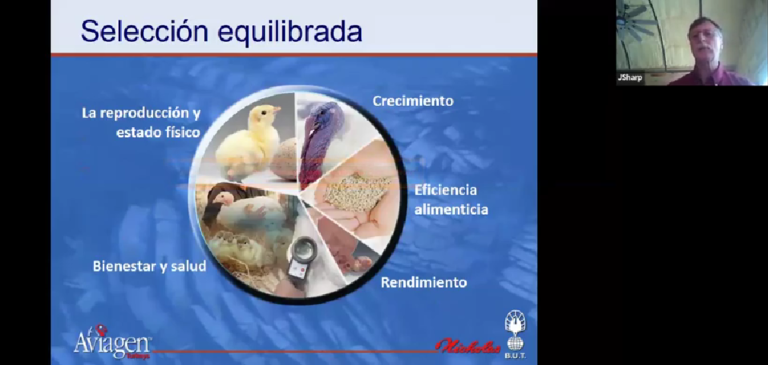 Selección equilibrada
JSharp
La reproducción y
estado físico
Crecimiento
Eficiencia
alimenticia
Bienestar y salud
Rendimiento
Aviagen
Nicholas
B.U.T.